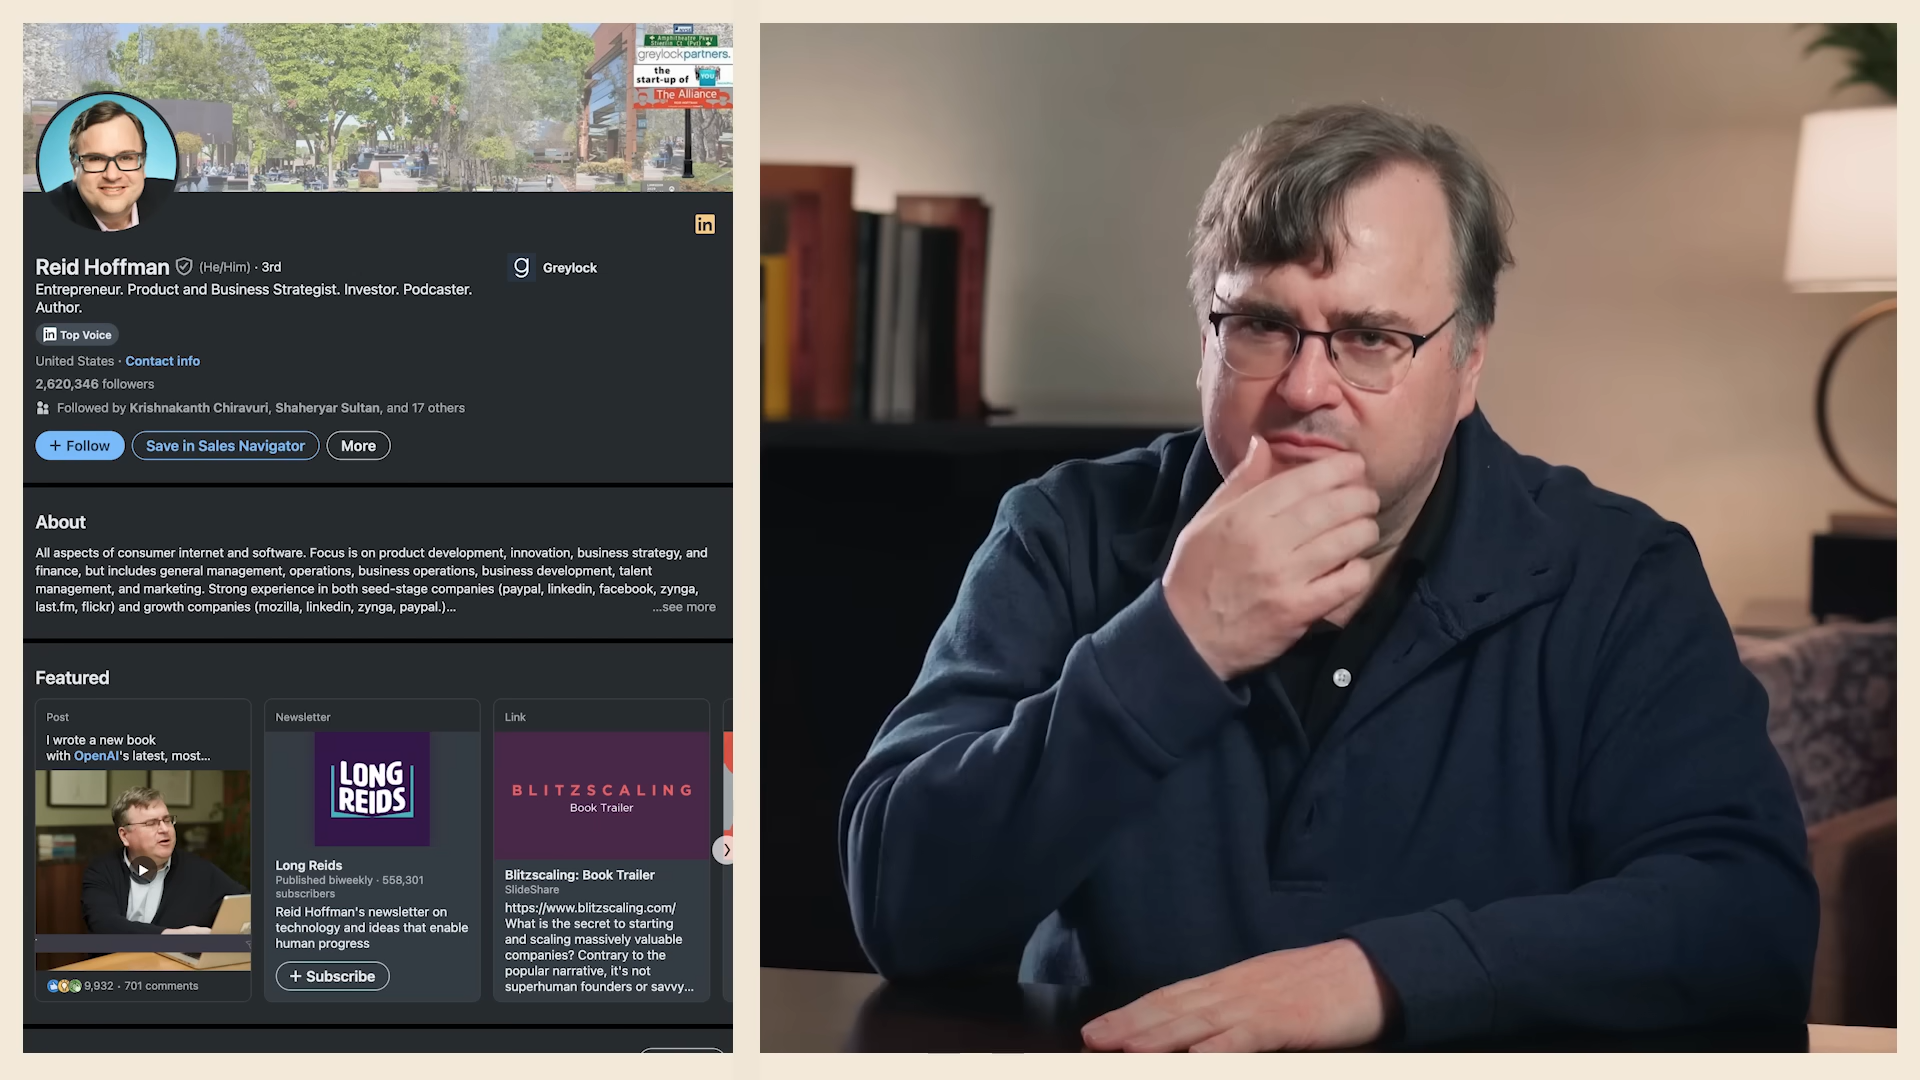 Amphitheatre Pkwy
Stierlin Ct (Pvt)
greylockpartners.
the
start-up of YOU
The Alliance
in
Reid Hoffman (He/Him) · 3rd
g Greylock
Entrepreneur. Product and Business Strategist. Investor. Podcaster.
Author.
in Top Voice
United States · Contact info
2,620,346 followers
Followed by Krishnakanth Chiravuri, Shaheryar Sultan, and 17 others
+ Follow
Save in Sales Navigator
More
About
All aspects of consumer internet and software. Focus is on product development, innovation, business strategy, and
finance, but includes general management, operations, business operations, business development, talent
management, and marketing. Strong experience in both seed-stage companies (paypal, linkedin, facebook, zynga,
last.fm, flickr) and growth companies (mozilla, linkedin, zynga, paypal.)... ...see more
Featured
Post
I wrote a new book
with OpenAI's latest, most...
9,932 · 701 comments
Newsletter
LONG
REIDS
Long Reids
Published biweekly · 558,301
subscribers
Reid Hoffman's newsletter on
technology and ideas that enable
human progress
+ Subscribe
Link
BLITZSCALING
Book Trailer
Blitzscaling: Book Trailer
SlideShare
https://www.blitzscaling.com/
What is the secret to starting
and scaling massively valuable
companies? Contrary to the
popular narrative, it's not
superhuman founders or savvy...